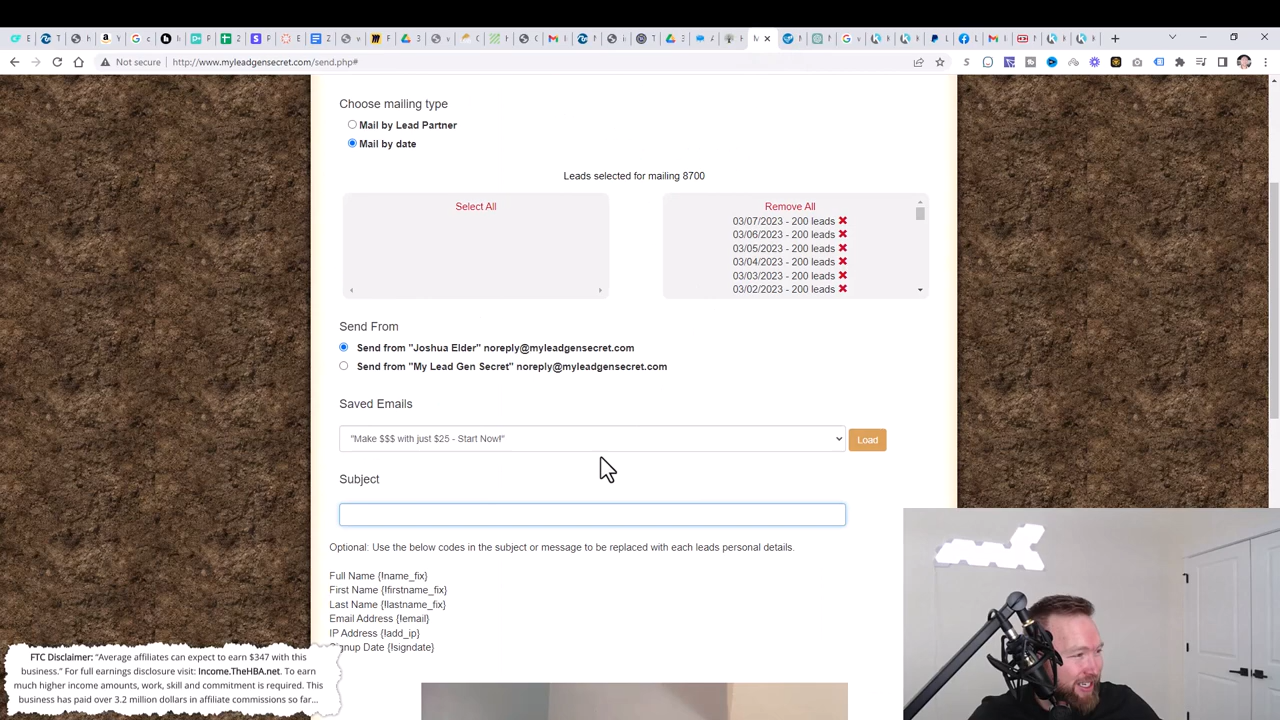 Not secure
http://www.myleadgensecret.com/send.php#
Choose mailing type
Mail by Lead Partner
Mail by date
Leads selected for mailing 8700
Select All
Remove All
03/07/2023 - 200 leads
03/06/2023 - 200 leads
03/05/2023 - 200 leads
03/04/2023 - 200 leads
03/03/2023 - 200 leads
03/02/2023 - 200 leads
Send From
Send from "Joshua Elder" noreply@myleadgensecret.com
Send from "My Lead Gen Secret" noreply@myleadgensecret.com
Saved Emails
"Make $$$ with just $25 - Start Now!"
Load
Subject
Optional: Use the below codes in the subject or message to be replaced with each leads personal details.
Full Name {!name_fix}
First Name {!firstname_fix}
Last Name {!lastname_fix}
Email Address {!email}
IP Address {!add_ip}
Signup Date {!signdate}
FTC Disclaimer: "Average affiliates can expect to earn $347 with this
business." For full earnings disclosure visit: Income.TheHBA.net. To earn
much higher income amounts, work, skill and commitment is required. This
business has paid over 3.2 million dollars in affiliate commissions so far...